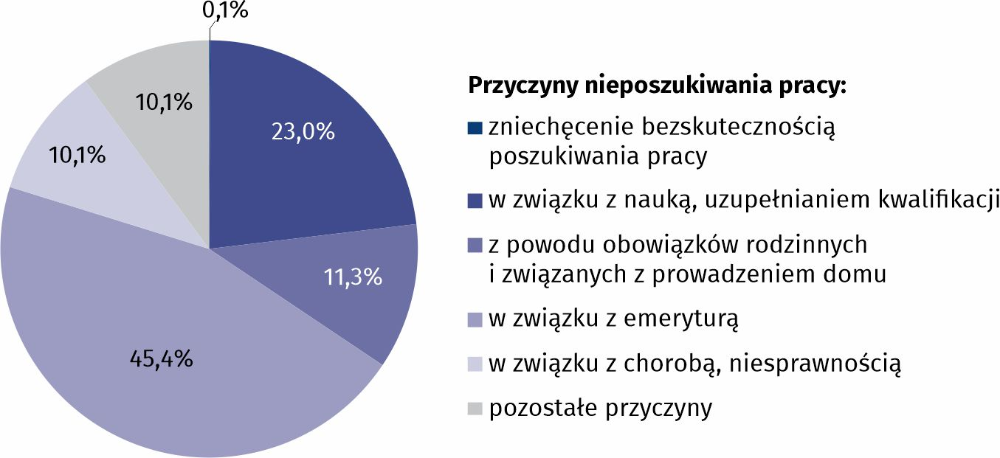 0,1%
23,0%
11,3%
45,4%
10,1%
10,1%
Przyczyny nieposzukiwania pracy:
zniechęcenie bezskutecznością
poszukiwania pracy
w związku z nauką, uzupełnianiem kwalifikacji
z powodu obowiązków rodzinnych
i związanych z prowadzeniem domu
w związku z emeryturą
w związku z chorobą, niesprawnością
pozostałe przyczyny